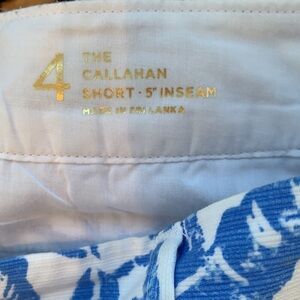 4
THE
CALLAHAN
SHORT · 5" INSEAM
MADE IN SRI LANKA